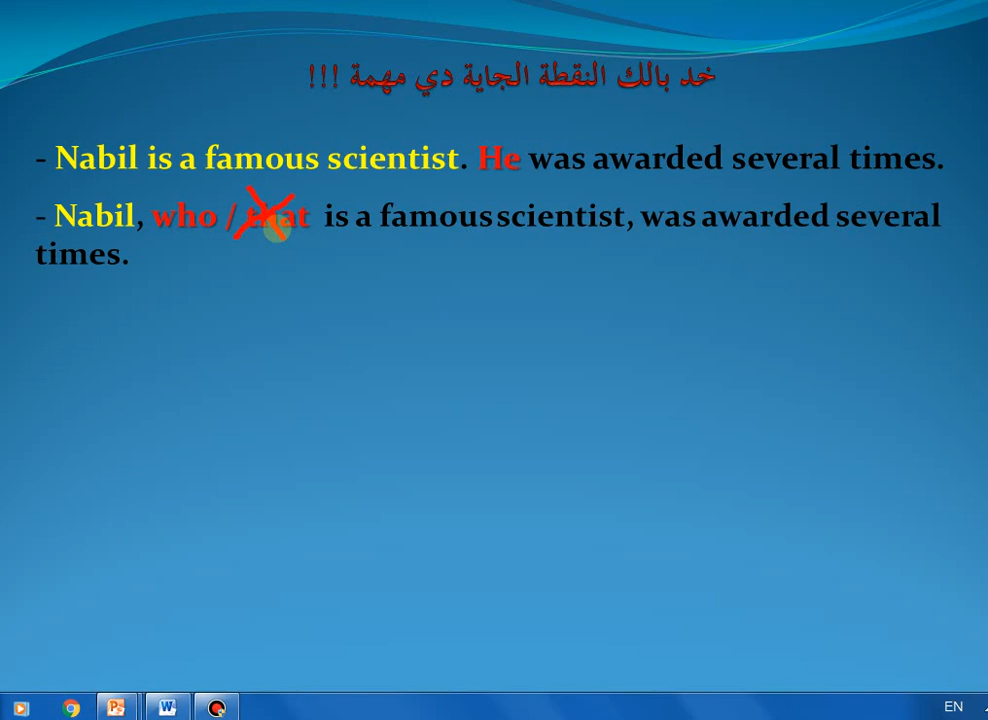 خد بالك النقطة الجاية دي مهمة !!!
- Nabil is a famous scientist. He was awarded several times.
- Nabil, who / that is a famous scientist, was awarded several
times.
EN